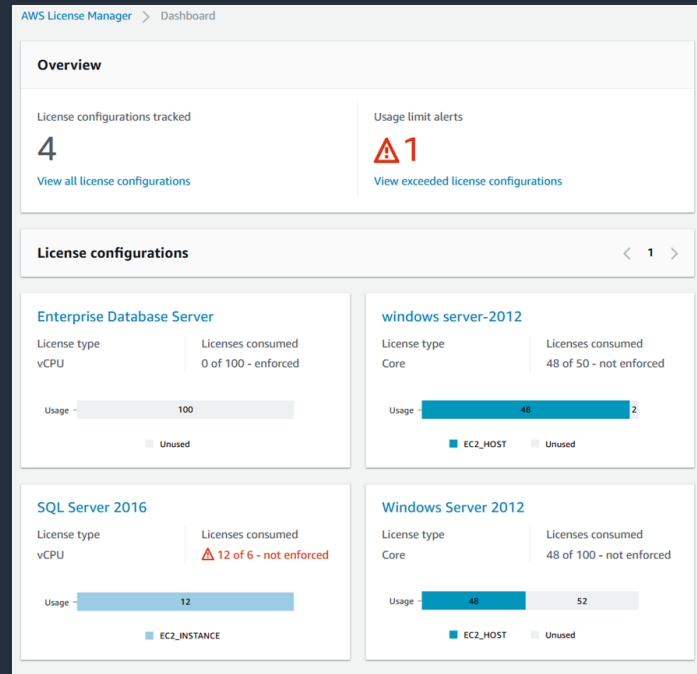 AWS License Manager > Dashboard
Overview
License configurations tracked
4
View all license configurations
Usage limit alerts
1
View exceeded license configurations
License configurations
< 1 >
Enterprise Database Server
License type
vCPU
Licenses consumed
0 of 100 - enforced
Usage
100
Unused
windows server-2012
License type
Core
Licenses consumed
48 of 50 - not enforced
Usage
48
2
EC2_HOST
Unused
SQL Server 2016
License type
vCPU
Licenses consumed
12 of 6 - not enforced
Usage
12
EC2_INSTANCE
Windows Server 2012
License type
Core
Licenses consumed
48 of 100 - not enforced
Usage
48
52
EC2_HOST
Unused